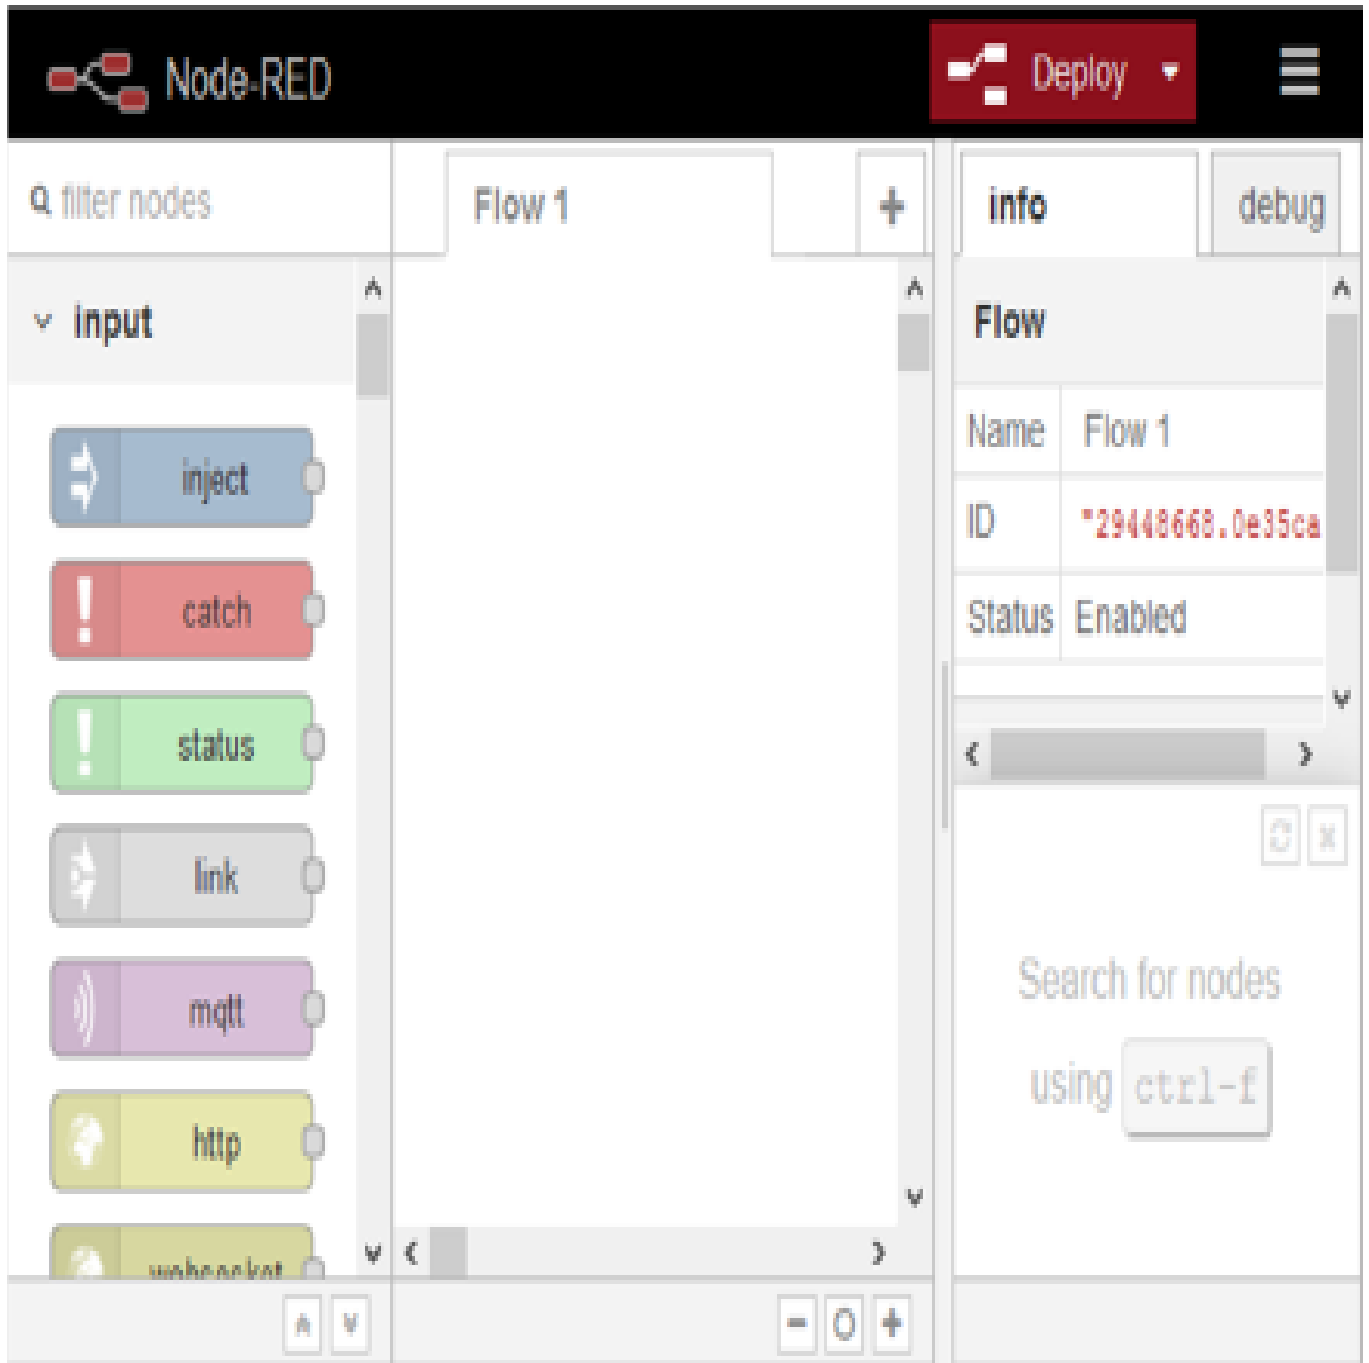 Node-RED
Deploy
filter nodes
Flow 1
+
info
debug
input
inject
catch
status
link
mqtt
http
websocket
Flow
Name Flow 1
ID "29448668.0e35ca
Status Enabled
Search for nodes
using ctrl-f